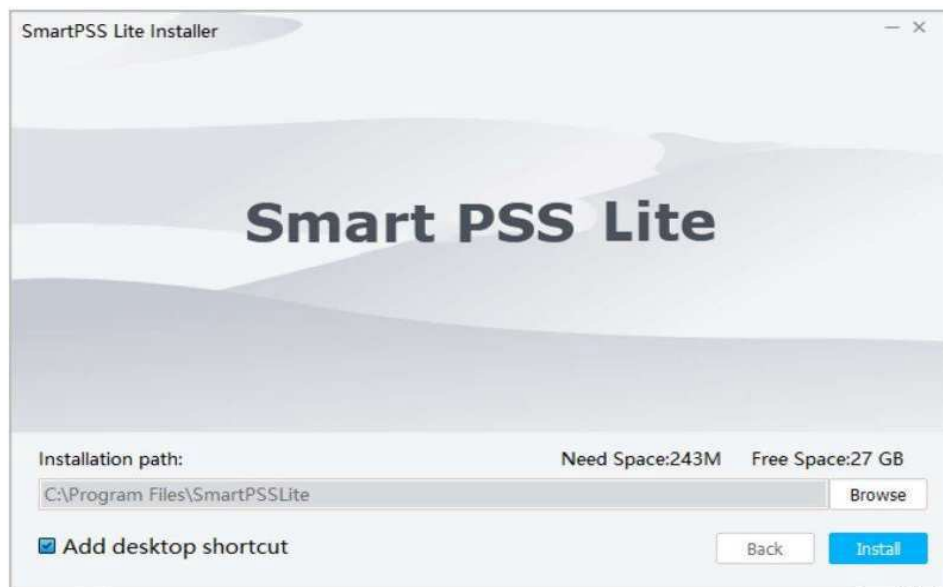 SmartPSS Lite Installer
Smart PSS Lite
Installation path:
Need Space:243M Free Space:27 GB
C:\Program Files\SmartPSSLite
Browse
Add desktop shortcut
Back
Install